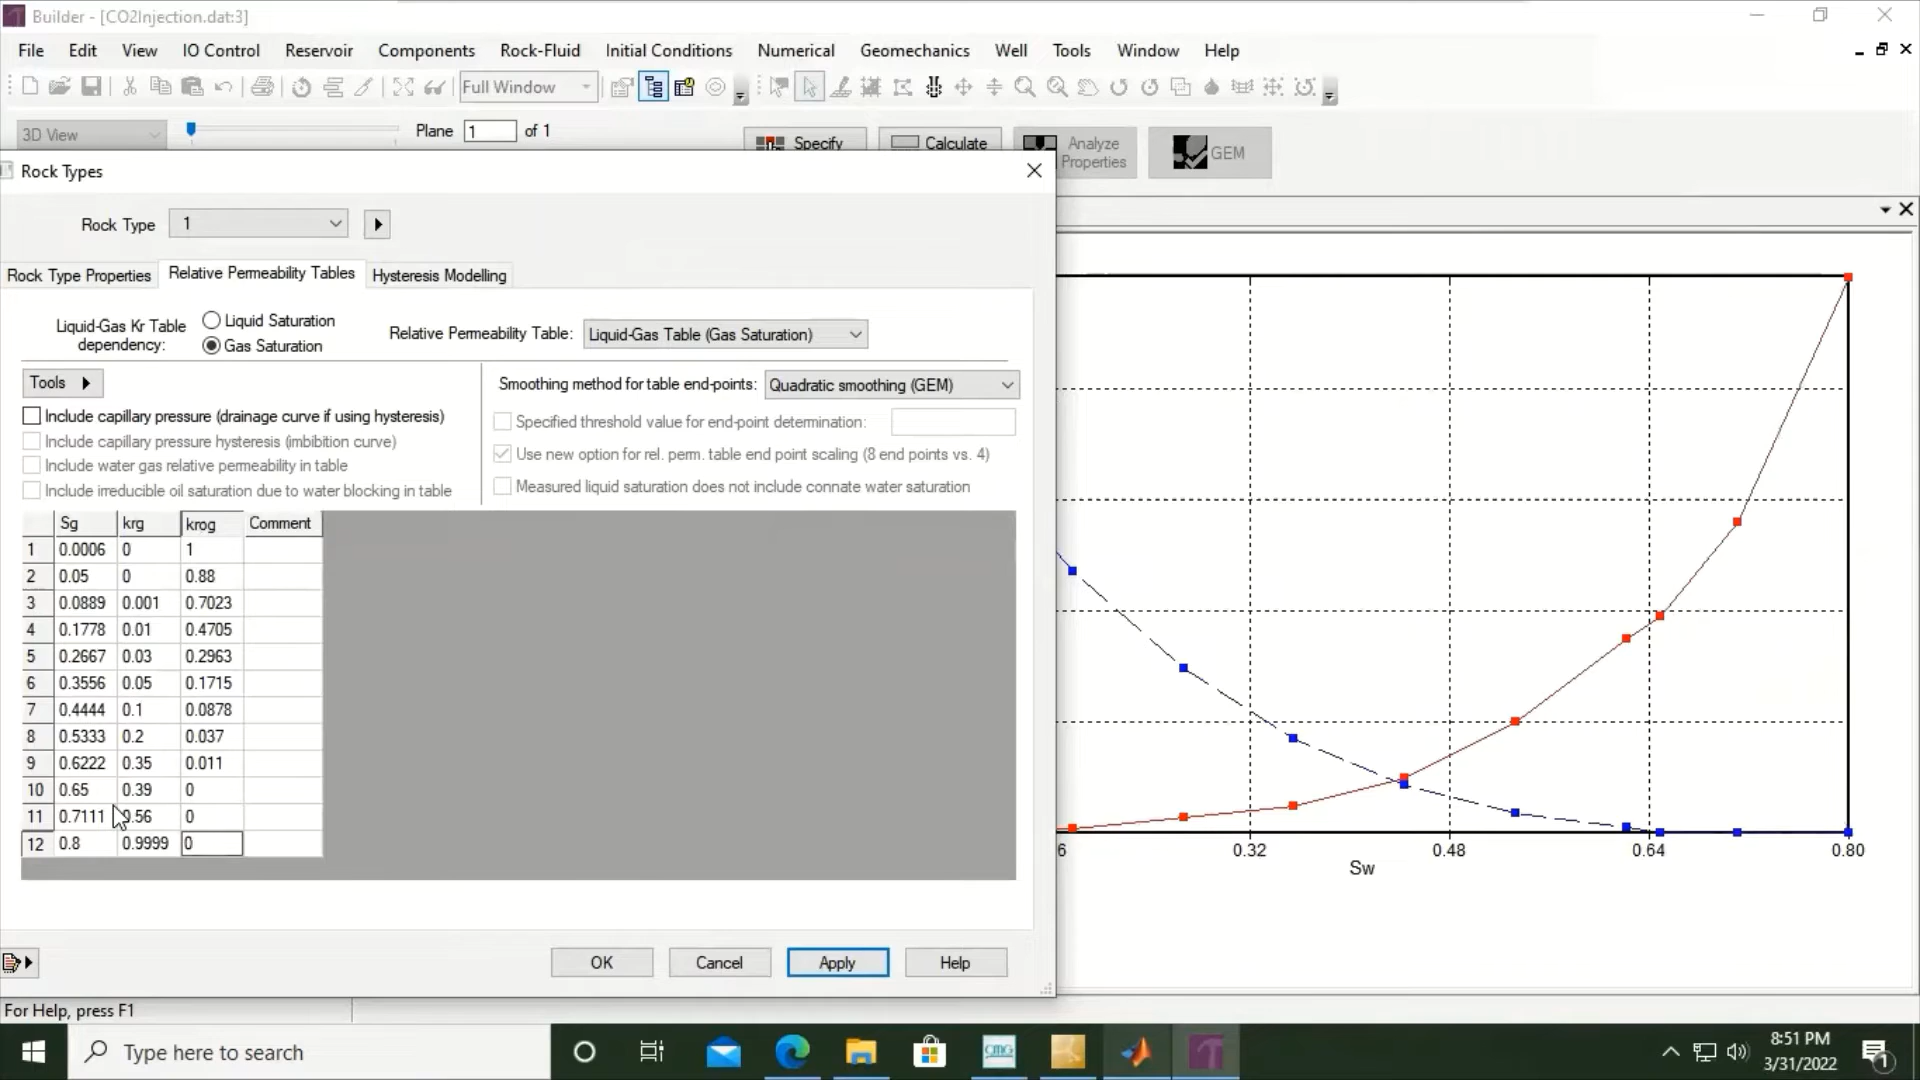 Builder - [CO2Injection.dat:3]
File Edit View IO Control Reservoir Components Rock-Fluid Initial Conditions Numerical Geomechanics Well Tools Window Help
Full Window
3D View Plane 1 of 1 Specify Calculate Analyze Properties GEM
Rock Types
Rock Type 1
Rock Type Properties Relative Permeability Tables Hysteresis Modelling
Liquid-Gas Kr Table dependency:
Liquid Saturation
Gas Saturation
Relative Permeability Table: Liquid-Gas Table (Gas Saturation)
Tools
Smoothing method for table end-points: Quadratic smoothing (GEM)
Include capillary pressure (drainage curve if using hysteresis)
Include capillary pressure hysteresis (imbibition curve)
Include water gas relative permeability in table
Include irreducible oil saturation due to water blocking in table
Specified threshold value for end-point determination:
Use new option for rel. perm. table end point scaling (8 end points vs. 4)
Measured liquid saturation does not include connate water saturation
Sg krg krog Comment
1 0.0006 0 1
2 0.05 0 0.88
3 0.0889 0.001 0.7023
4 0.1778 0.01 0.4705
5 0.2667 0.03 0.2963
6 0.3556 0.05 0.1715
7 0.4444 0.1 0.0878
8 0.5333 0.2 0.037
9 0.6222 0.35 0.011
10 0.65 0.39 0
11 0.7111 0.56 0
12 0.8 0.9999 0
6 0.32 0.48 0.64 0.80
Sw
OK Cancel Apply Help
For Help, press F1
Type here to search
CMG
8:51 PM
3/31/2022
1